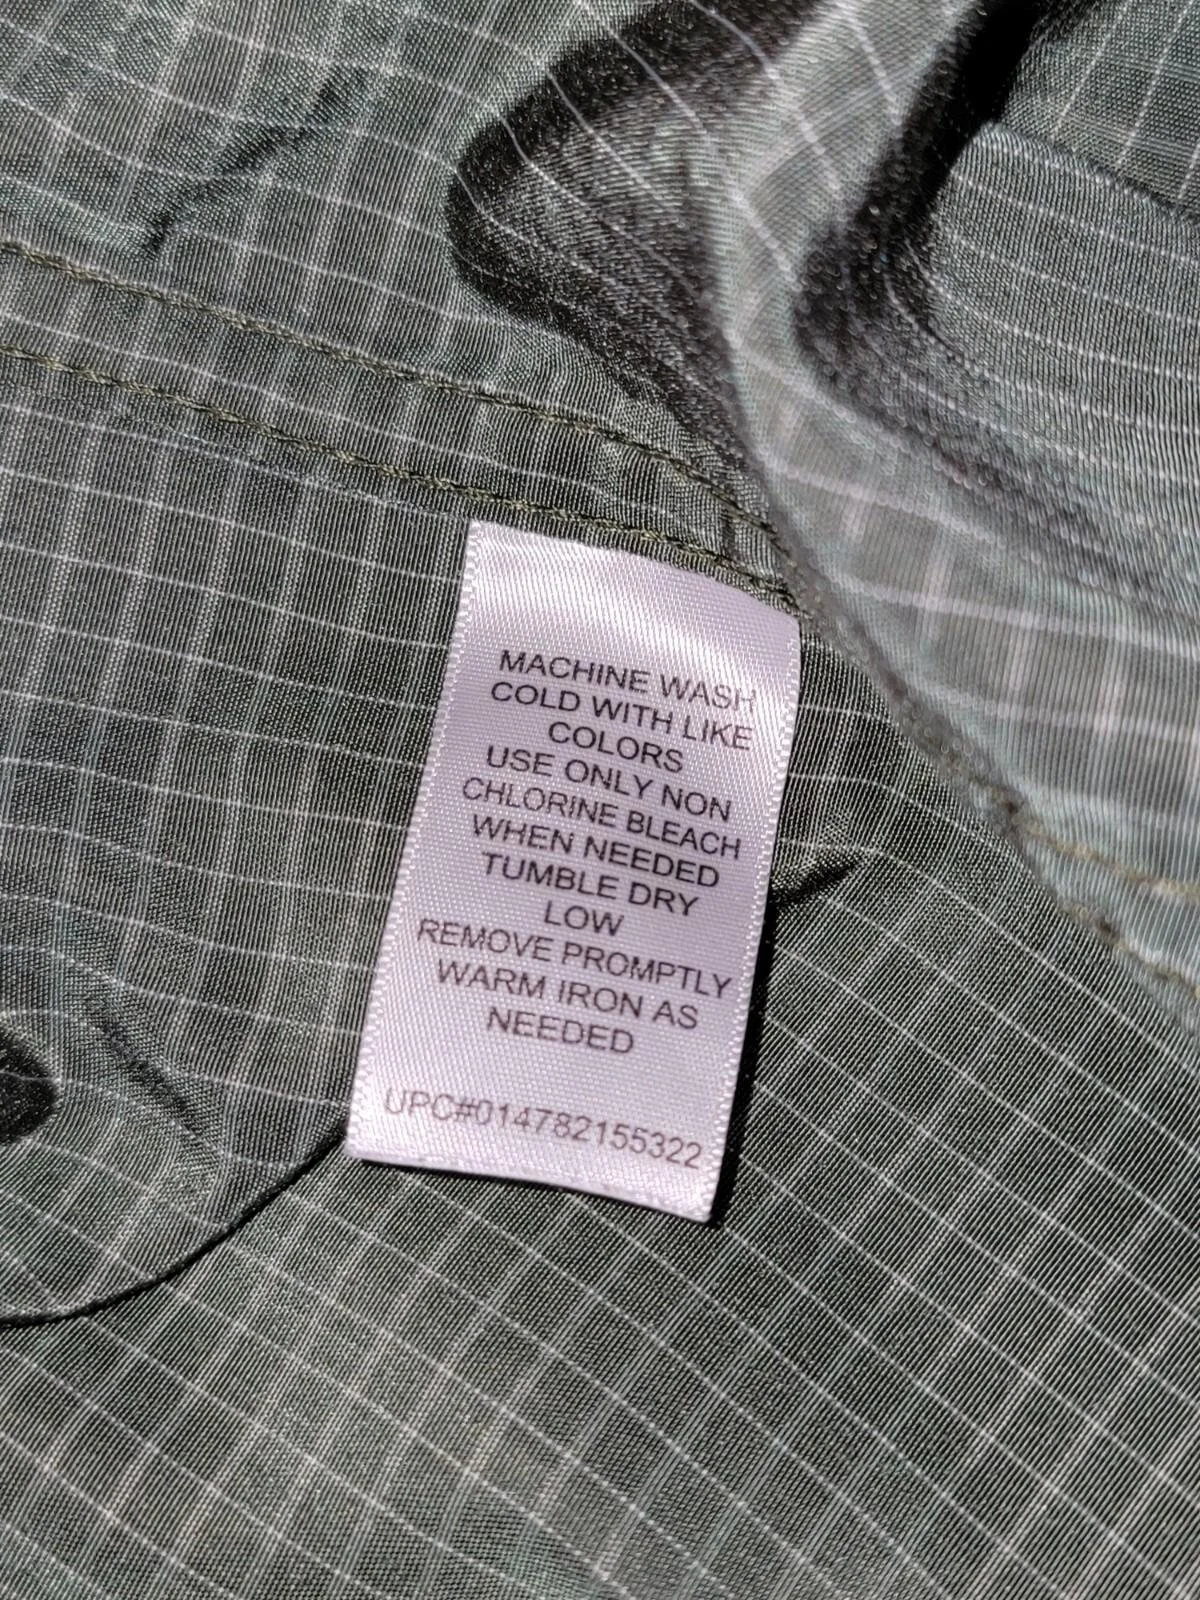 MACHINE WASH
COLD WITH LIKE
COLORS
USE ONLY NON
CHLORINE BLEACH
WHEN NEEDED
TUMBLE DRY
LOW
REMOVE PROMPTLY
WARM IRON AS
NEEDED
UPC#014782155322